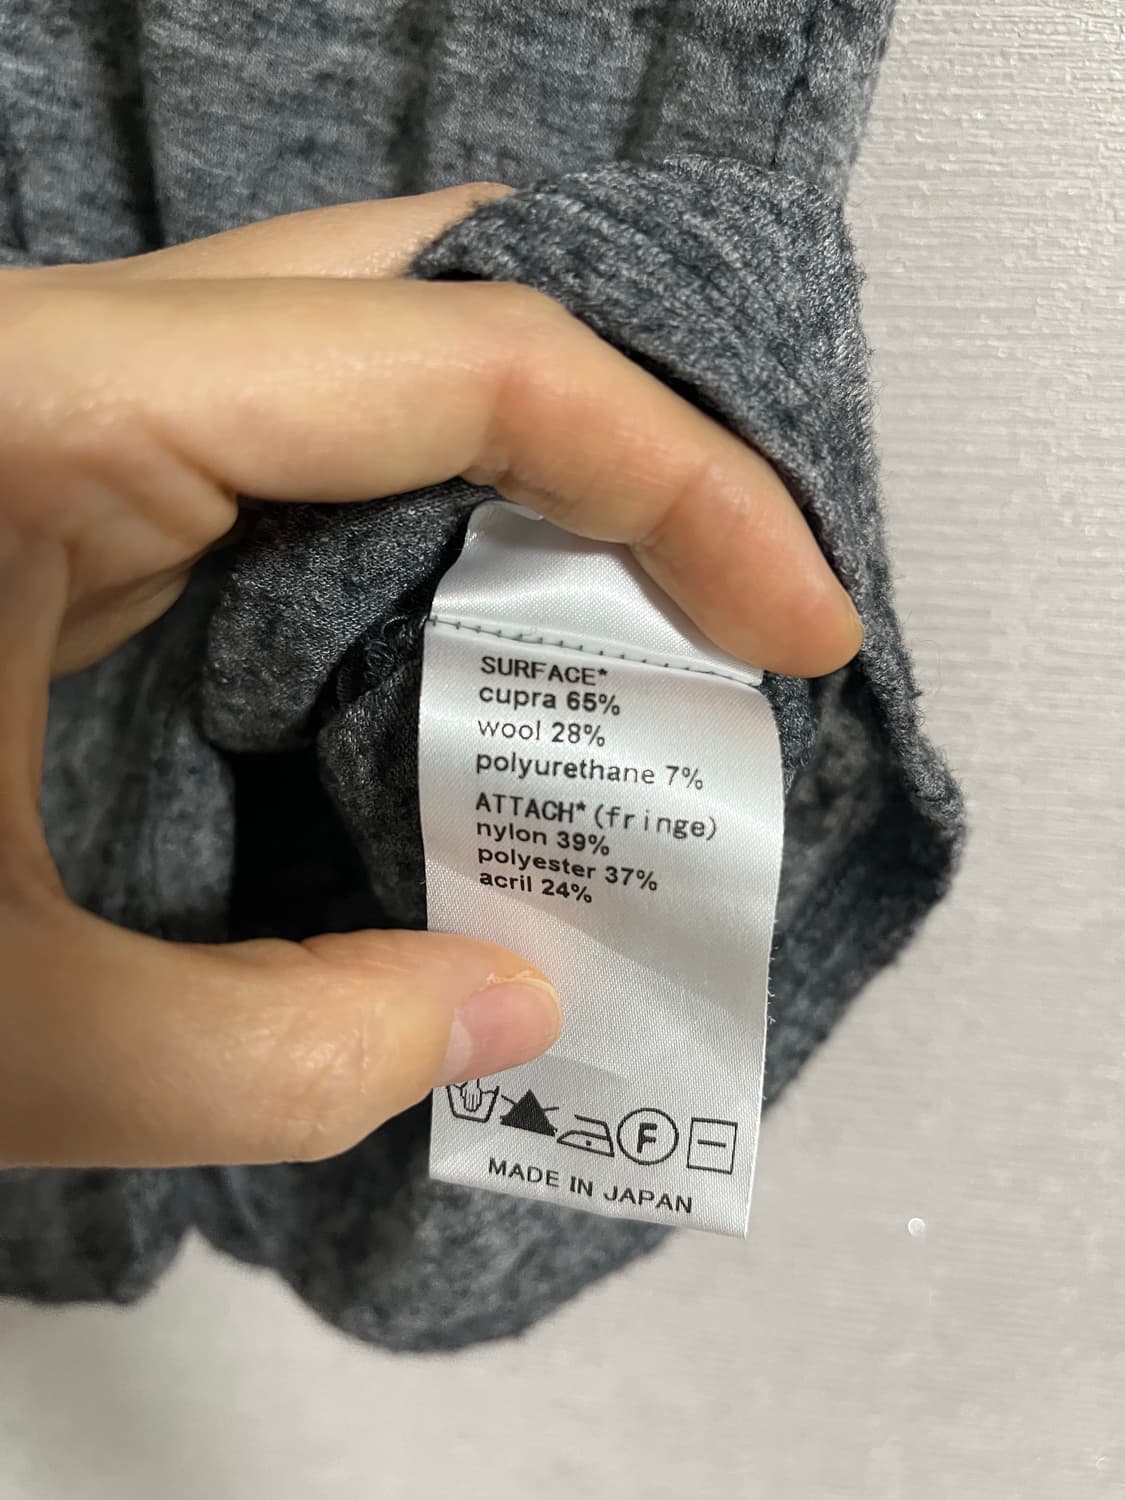 SURFACE*
cupra 65%
wool 28%
polyurethane 7%
ATTACH* (fringe)
nylon 39%
polyester 37%
acril 24%
F
MADE IN JAPAN